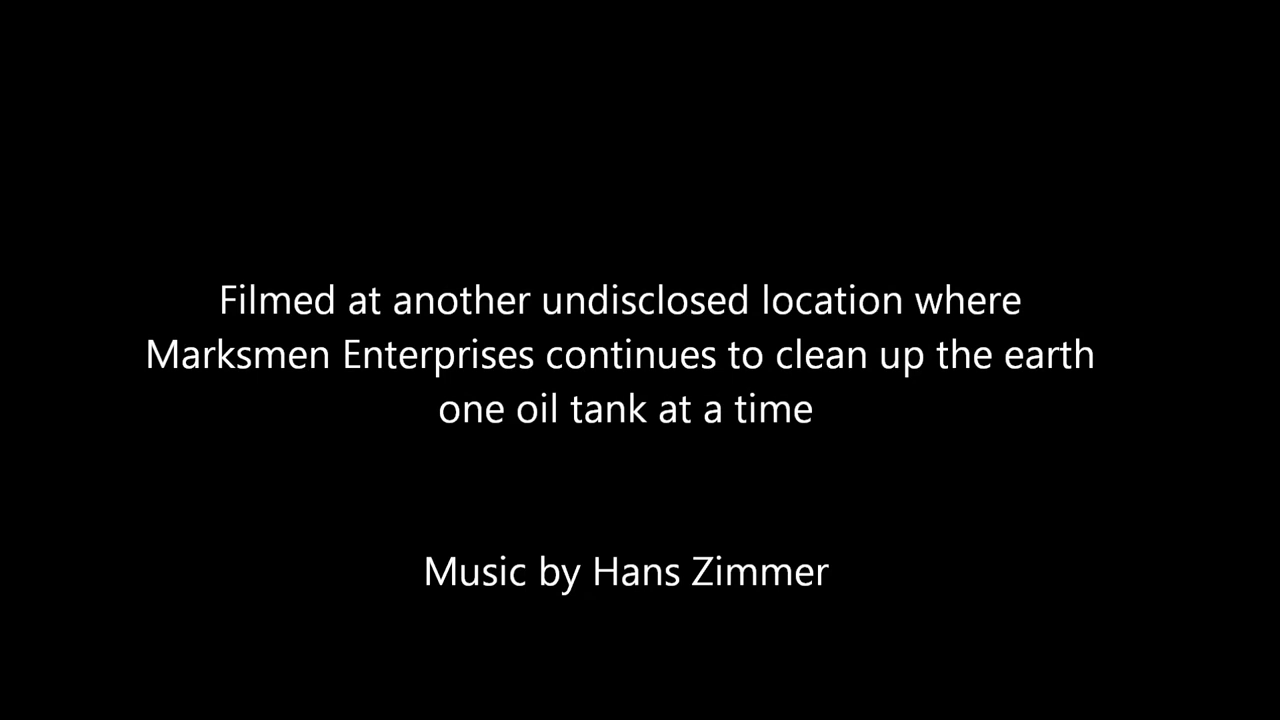 Filmed at another undisclosed location where
Marksmen Enterprises continues to clean up the earth
one oil tank at a time
Music by Hans Zimmer